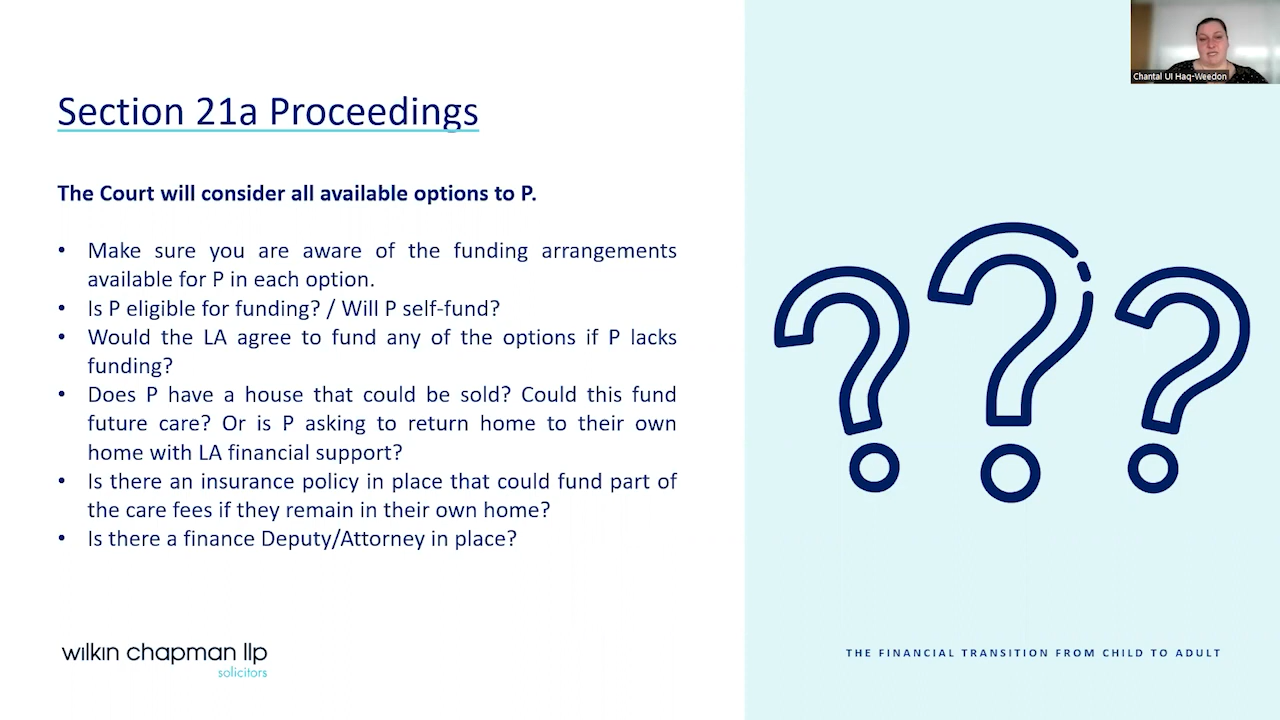 Chantal Ul Haq-Weedon
Section 21a Proceedings
The Court will consider all available options to P.
• Make sure you are aware of the funding arrangements
available for P in each option.
• Is P eligible for funding? / Will P self-fund?
• Would the LA agree to fund any of the options if P lacks
funding?
• Does P have a house that could be sold? Could this fund
future care? Or is P asking to return home to their own
home with LA financial support?
• Is there an insurance policy in place that could fund part of
the care fees if they remain in their own home?
• Is there a finance Deputy/Attorney in place?
???
wilkin chapman llp
solicitors
THE FINANCIAL TRANSITION FROM CHILD TO ADULT